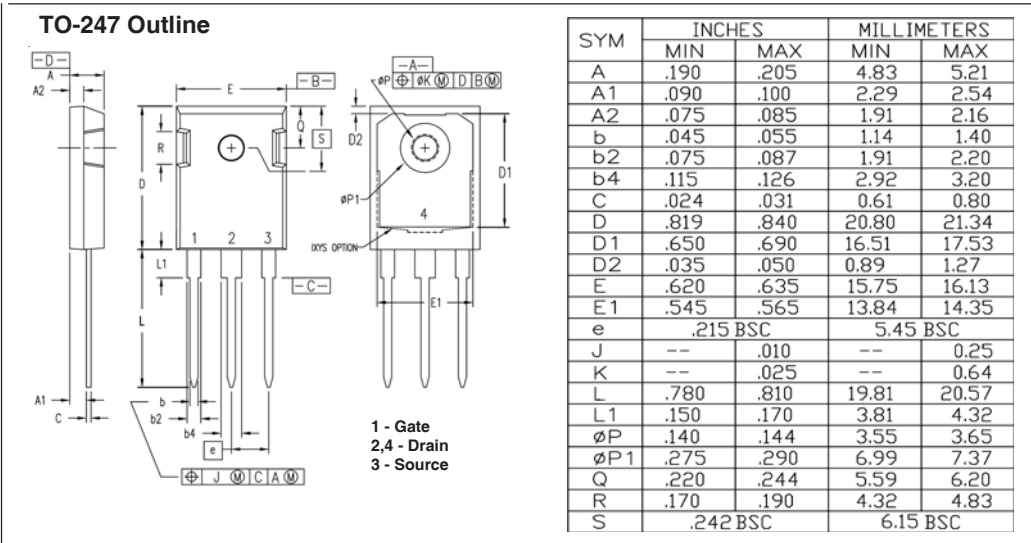 TO-247 Outline
-D-
A
A2
E
-B-
R
Q
S
D
1 2 3
L1
-C-
L
A1
C
b
b2
b4
e
⌖ J Ⓜ C A Ⓜ
-A-
øP
⌖ øK Ⓜ D B Ⓜ
D2
D1
øP1
4
IXYS OPTION
E1
1 - Gate
2,4 - Drain
3 - Source
SYM INCHES MILLIMETERS
MIN MAX MIN MAX
A .190 .205 4.83 5.21
A1 .090 .100 2.29 2.54
A2 .075 .085 1.91 2.16
b .045 .055 1.14 1.40
b2 .075 .087 1.91 2.20
b4 .115 .126 2.92 3.20
C .024 .031 0.61 0.80
D .819 .840 20.80 21.34
D1 .650 .690 16.51 17.53
D2 .035 .050 0.89 1.27
E .620 .635 15.75 16.13
E1 .545 .565 13.84 14.35
e .215 BSC 5.45 BSC
J -- .010 -- 0.25
K -- .025 -- 0.64
L .780 .810 19.81 20.57
L1 .150 .170 3.81 4.32
øP .140 .144 3.55 3.65
øP1 .275 .290 6.99 7.37
Q .220 .244 5.59 6.20
R .170 .190 4.32 4.83
S .242 BSC 6.15 BSC